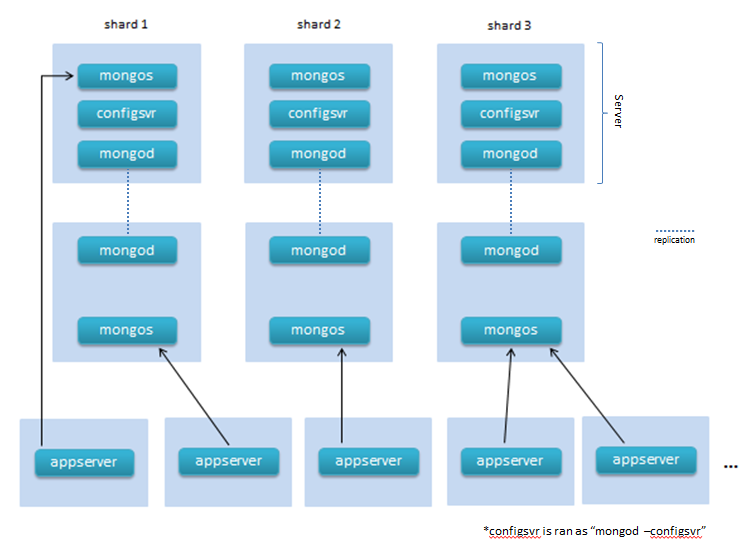 shard 1 shard 2 shard 3
mongos mongos mongos
configsvr configsvr configsvr
Server
mongod mongod mongod
mongod mongod mongod
replication
mongos mongos mongos
appserver appserver appserver appserver appserver ...
*configsvr is ran as “mongod –configsvr”